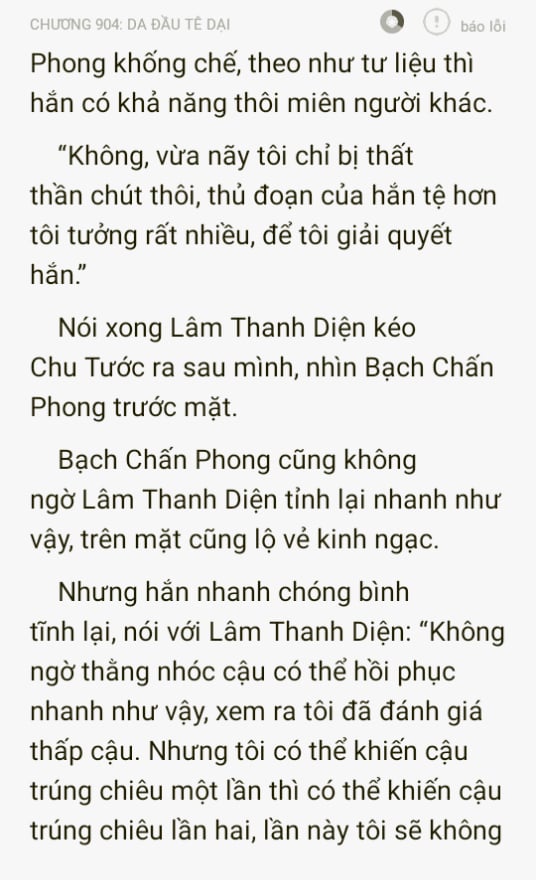 CHƯƠNG 904: DA ĐẦU TÊ DẠI
báo lỗi
Phong khống chế, theo như tư liệu thì
hắn có khả năng thôi miên người khác.
“Không, vừa nãy tôi chỉ bị thất
thần chút thôi, thủ đoạn của hắn tệ hơn
tôi tưởng rất nhiều, để tôi giải quyết
hắn.”
Nói xong Lâm Thanh Diện kéo
Chu Tước ra sau mình, nhìn Bạch Chấn
Phong trước mặt.
Bạch Chấn Phong cũng không
ngờ Lâm Thanh Diện tỉnh lại nhanh như
vậy, trên mặt cũng lộ vẻ kinh ngạc.
Nhưng hắn nhanh chóng bình
tĩnh lại, nói với Lâm Thanh Diện: “Không
ngờ thằng nhóc cậu có thể hồi phục
nhanh như vậy, xem ra tôi đã đánh giá
thấp cậu. Nhưng tôi có thể khiến cậu
trúng chiêu một lần thì có thể khiến cậu
trúng chiêu lần hai, lần này tôi sẽ không